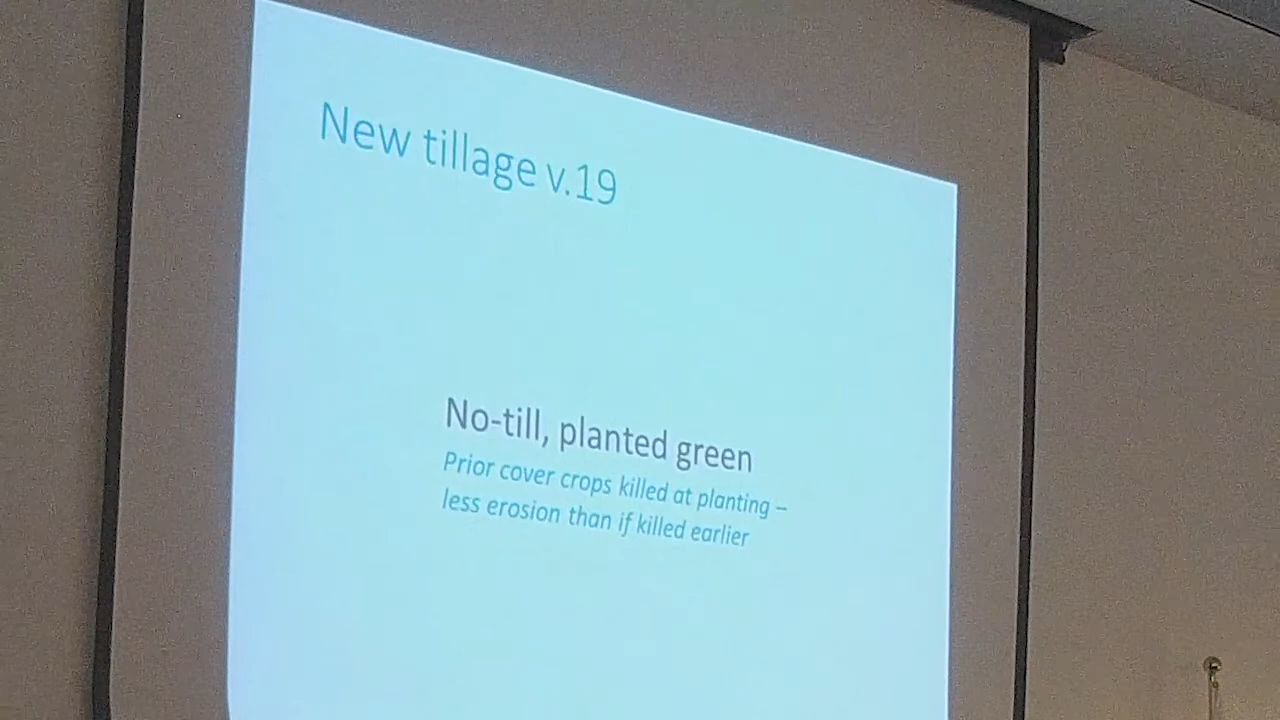 New tillage v.19
No-till, planted green
Prior cover crops killed at planting –
less erosion than if killed earlier